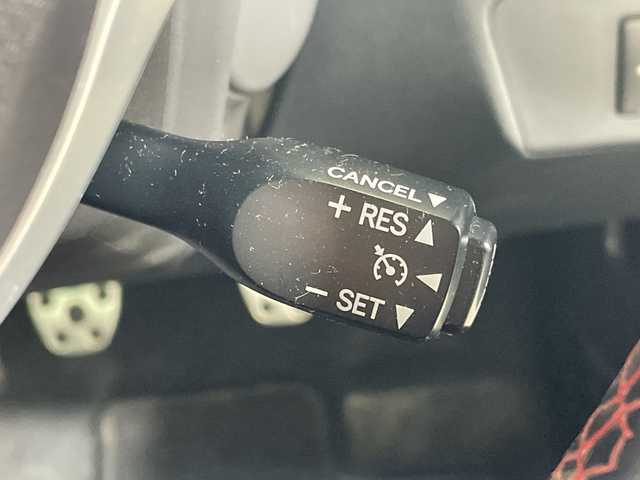 CANCEL ▼
+ RES ▲
◀
− SET ▼